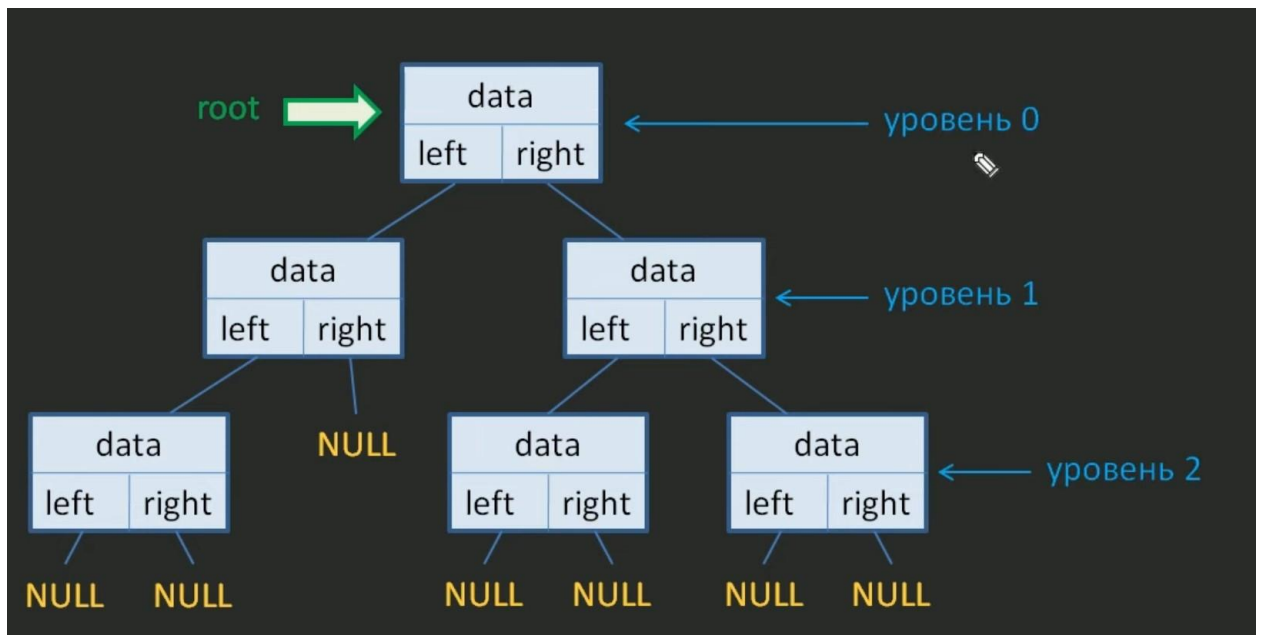 data
root
уровень 0
left right
data
data
уровень 1
left right
left right
data
NULL
data
data
уровень 2
left right
left right
left right
NULL NULL
NULL NULL
NULL NULL